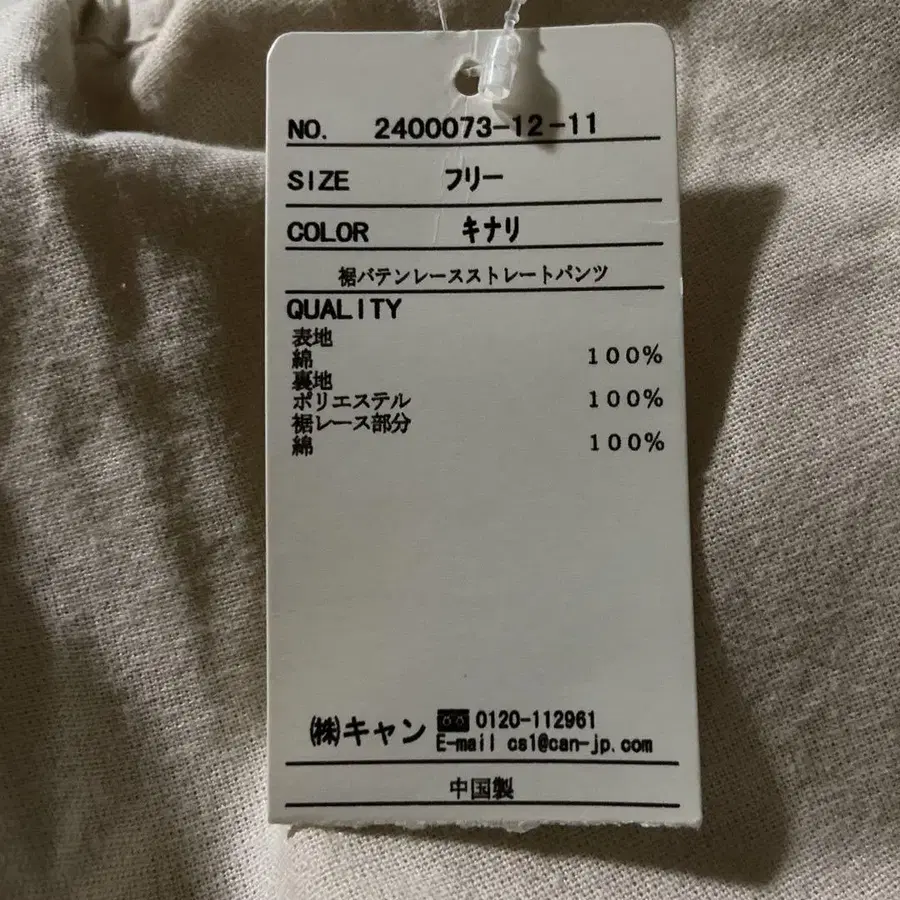 NO. 2400073-12-11
SIZE フリー
COLOR キナリ
裾バテンレースストレートパンツ
QUALITY
表地
綿 100%
裏地
ポリエステル 100%
裾レース部分
綿 100%
㈱キャン 0120-112961
E-mail cs1@can-jp.com
中国製